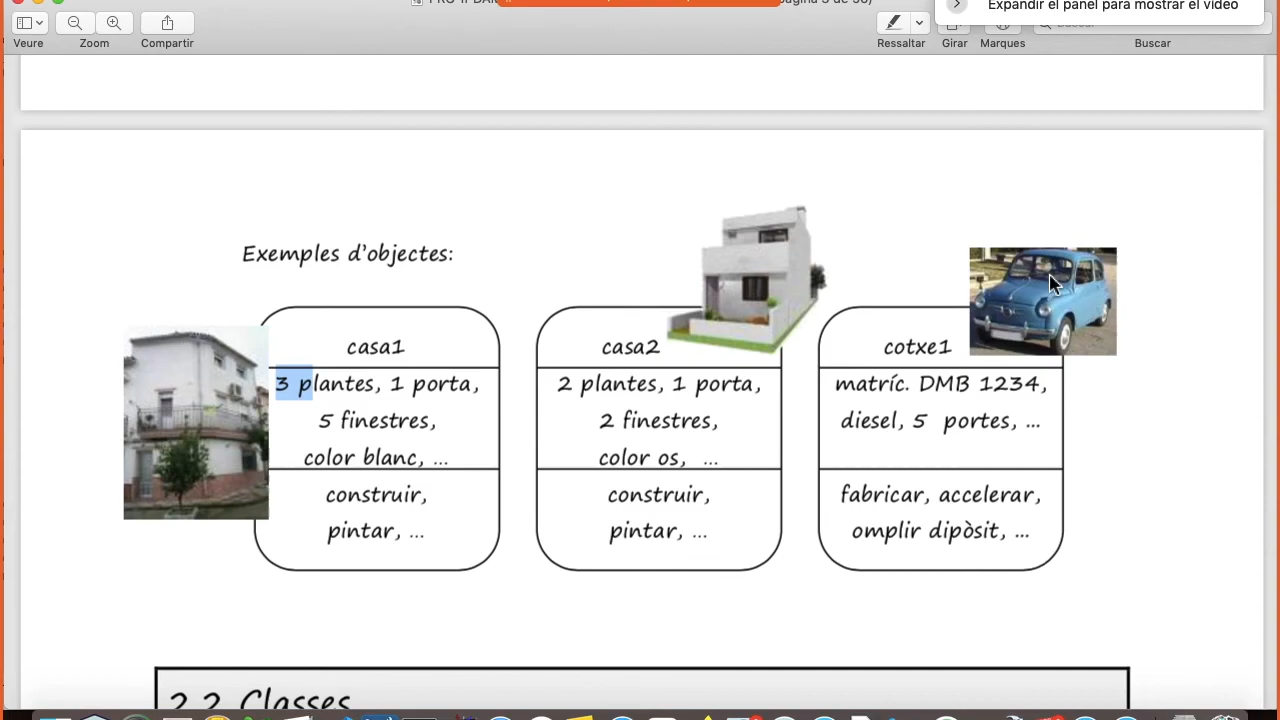 Expandir el panel para mostrar el vídeo
Veure
Zoom
Compartir
Ressaltar
Girar
Marques
Buscar
Exemples d'objectes:
casa1
3 plantes, 1 porta,
5 finestres,
color blanc, ...
construir,
pintar, ...
casa2
2 plantes, 1 porta,
2 finestres,
color os, ...
construir,
pintar, ...
cotxe1
matríc. DMB 1234,
diesel, 5 portes, ...
fabricar, accelerar,
omplir dipòsit, ...
2.2 Classes